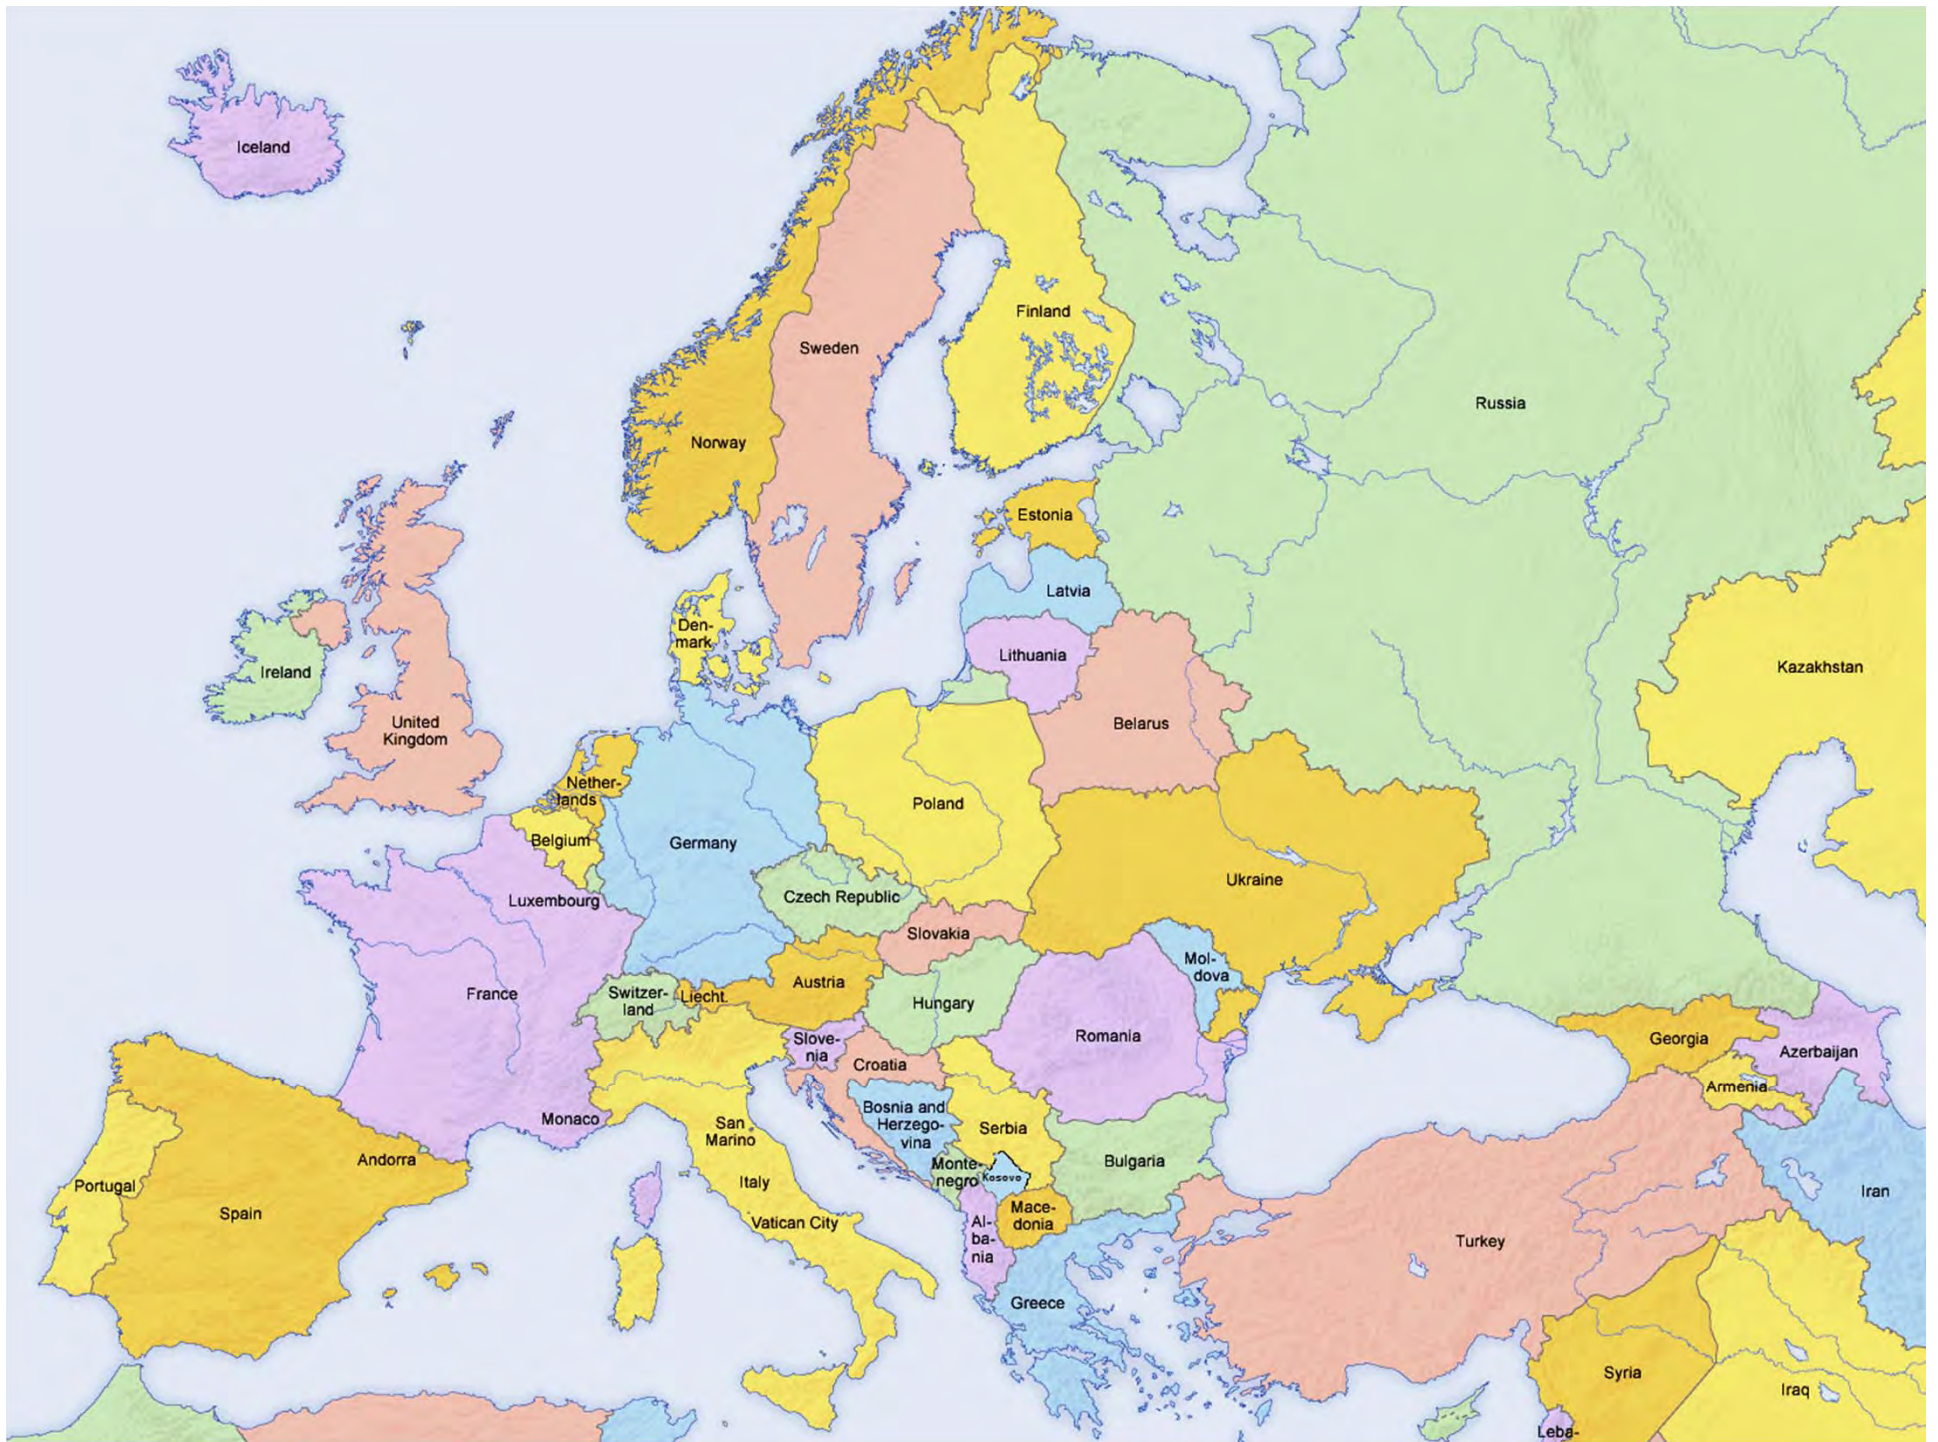 Iceland
Finland
Sweden
Russia
Norway
Estonia
Latvia
Den-
mark
Lithuania
Ireland
Kazakhstan
United
Kingdom
Belarus
Nether-
lands
Poland
Belgium
Germany
Ukraine
Czech Republic
Luxembourg
Slovakia
Mol-
dova
Austria
France
Switzer-
land
Liecht.
Hungary
Romania
Georgia
Slove-
nia
Azerbaijan
Croatia
Armenia
Bosnia and
Herzego-
vina
Monaco
San
Marino
Serbia
Andorra
Bulgaria
Monte-
negro
Kosovo
Portugal
Italy
Iran
Spain
Mace-
donia
Vatican City
Al-
ba-
nia
Turkey
Greece
Syria
Iraq
Leba-